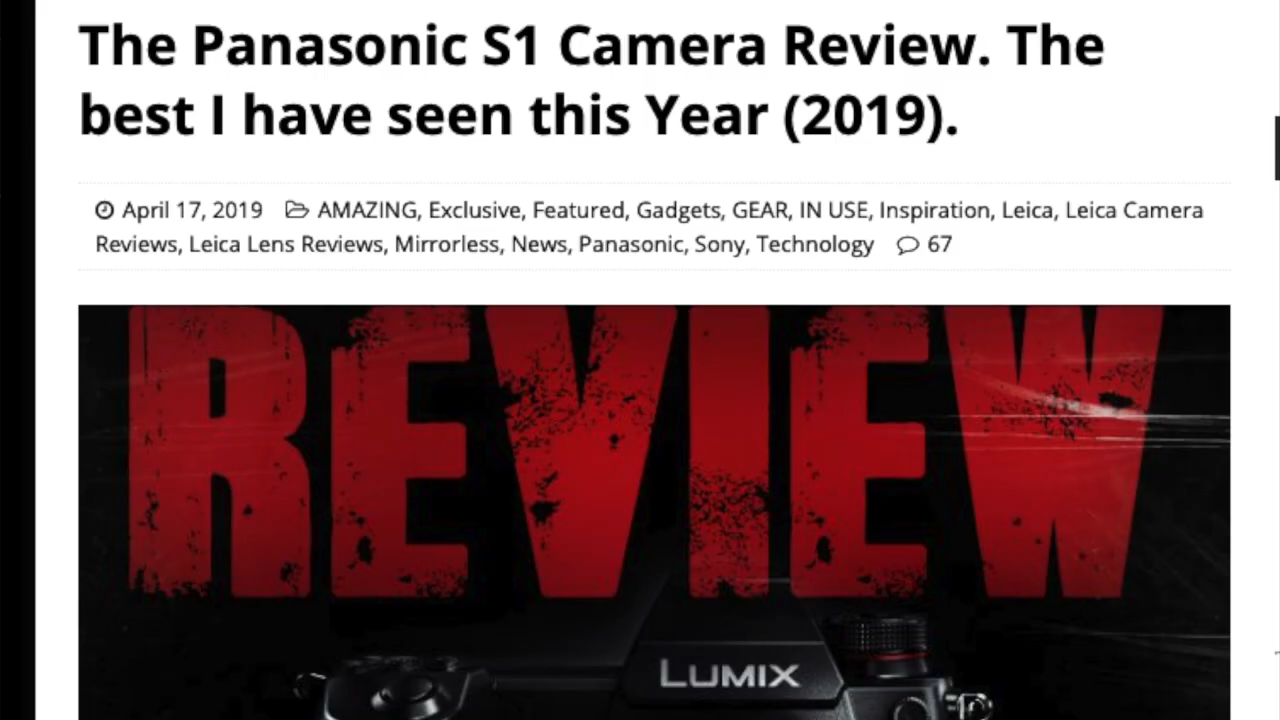 The Panasonic S1 Camera Review. The
best I have seen this Year (2019).
April 17, 2019 AMAZING, Exclusive, Featured, Gadgets, GEAR, IN USE, Inspiration, Leica, Leica Camera
Reviews, Leica Lens Reviews, Mirrorless, News, Panasonic, Sony, Technology 67
REVIEW
LUMIX